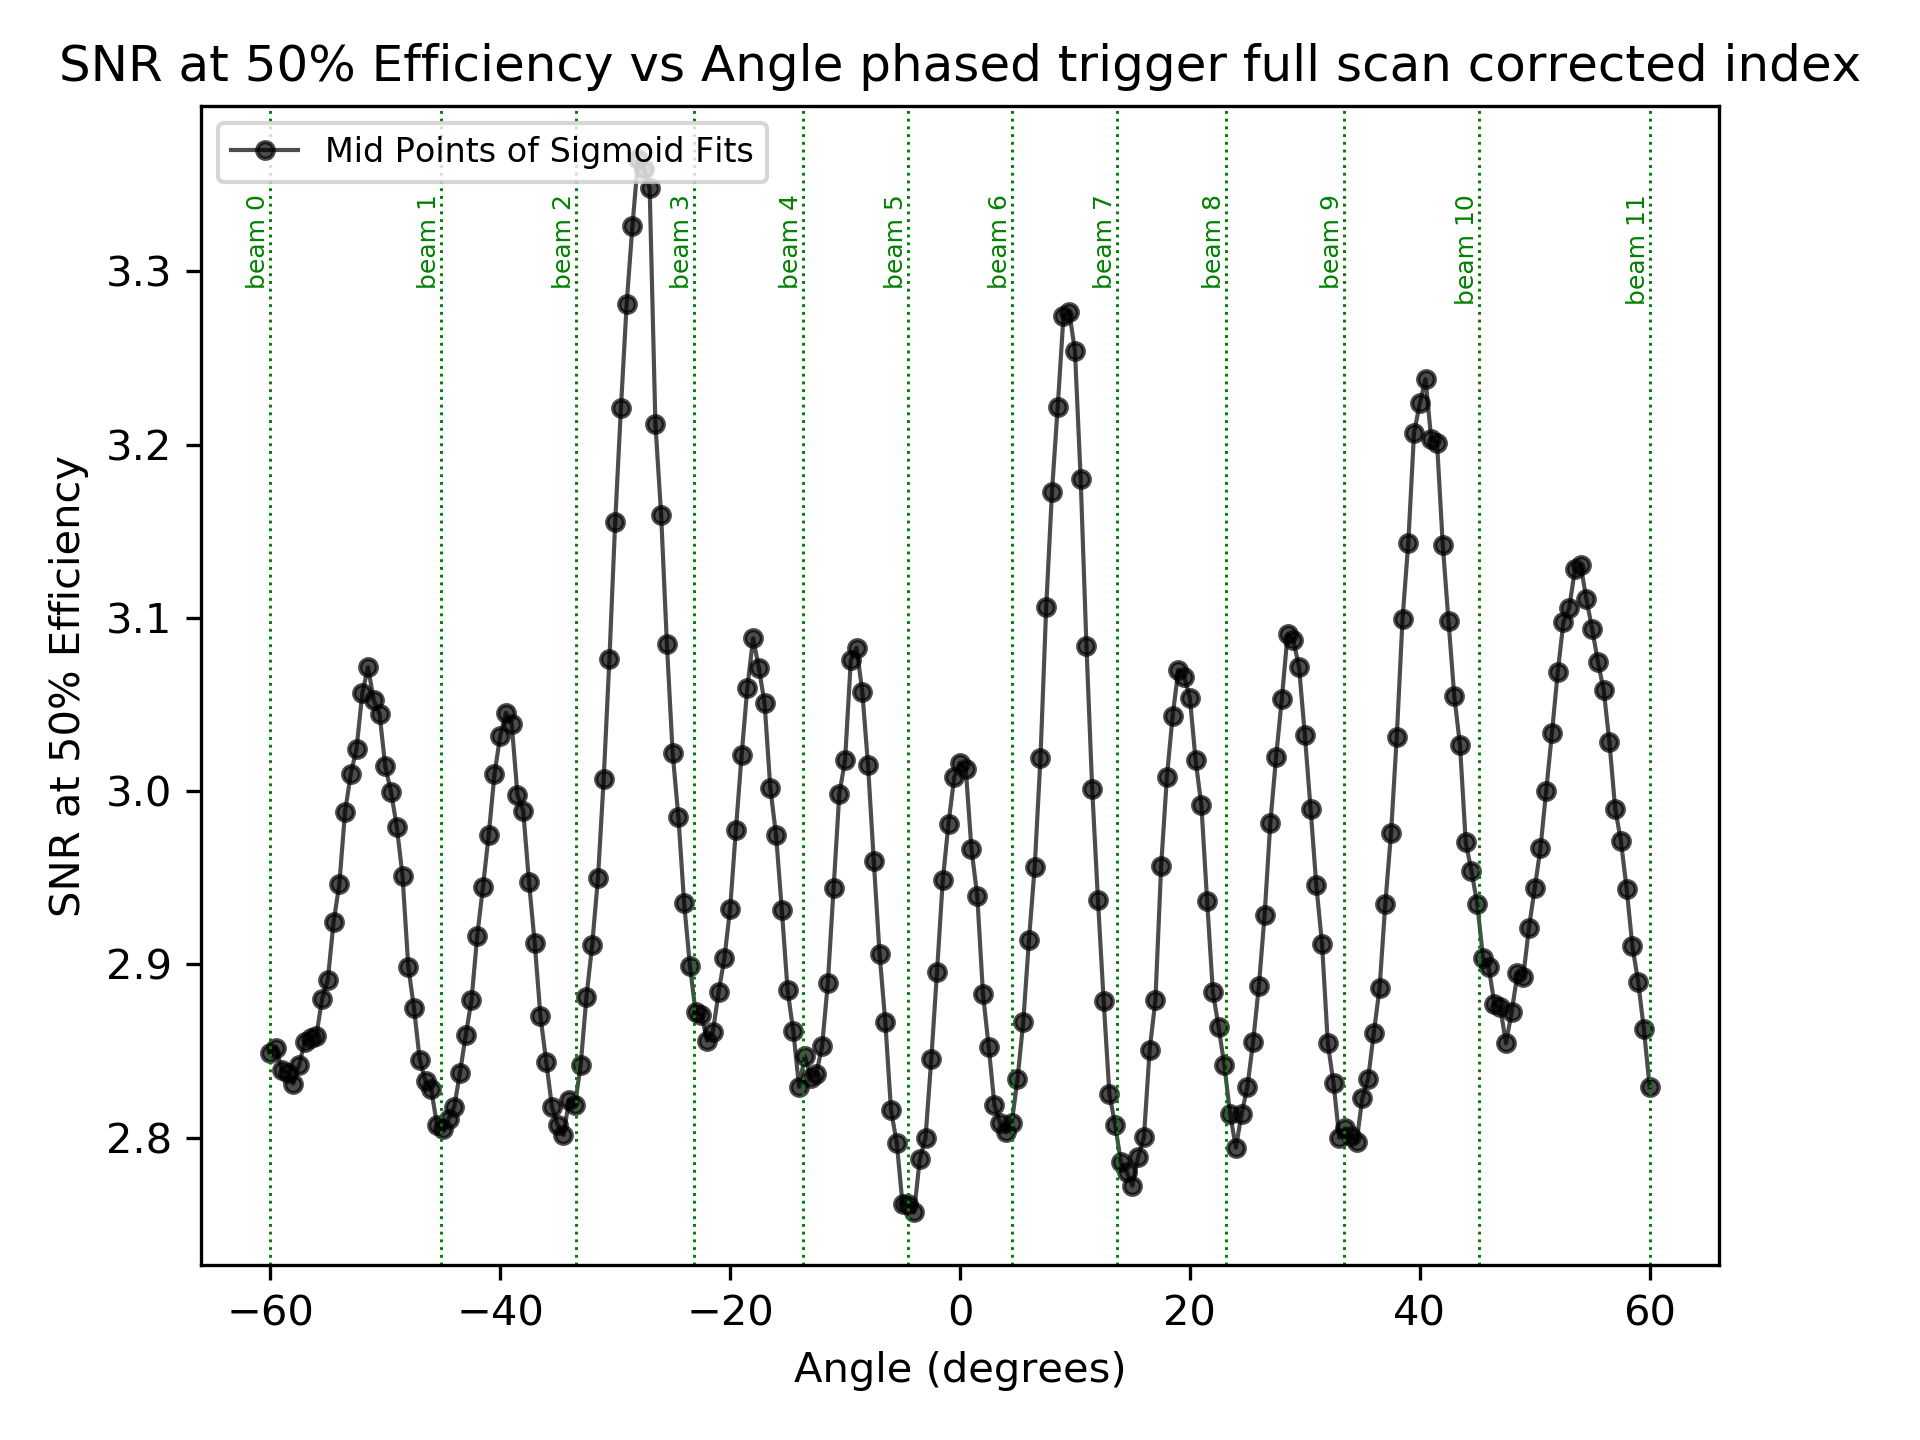 SNR at 50% Efficiency vs Angle phased trigger full scan corrected index
Mid Points of Sigmoid Fits
beam 0
beam 1
beam 2
beam 3
beam 4
beam 5
beam 6
beam 7
beam 8
beam 9
beam 10
beam 11
SNR at 50% Efficiency
3.3
3.2
3.1
3.0
2.9
2.8
−60
−40
−20
0
20
40
60
Angle (degrees)